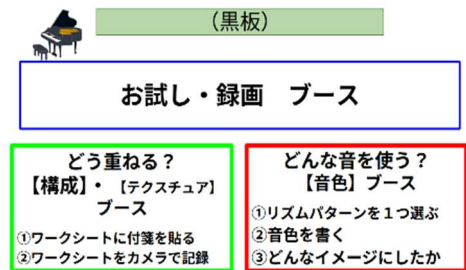 （黒板）
お試し・録画　ブース
どう重ねる？
【構成】・【テクスチュア】
ブース
①ワークシートに付箋を貼る
②ワークシートをカメラで記録
どんな音を使う？
【音色】ブース
①リズムパターンを１つ選ぶ
②音色を書く
③どんなイメージにしたか